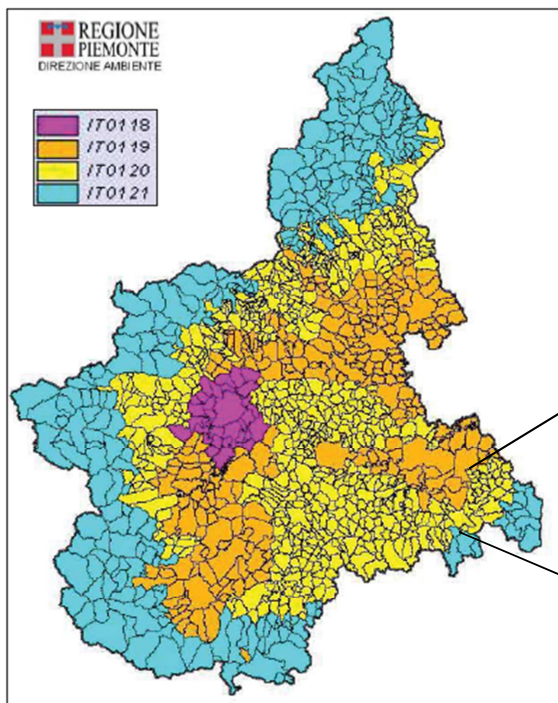 REGIONE
PIEMONTE
DIREZIONE AMBIENTE
IT0118
IT0119
IT0120
IT0121